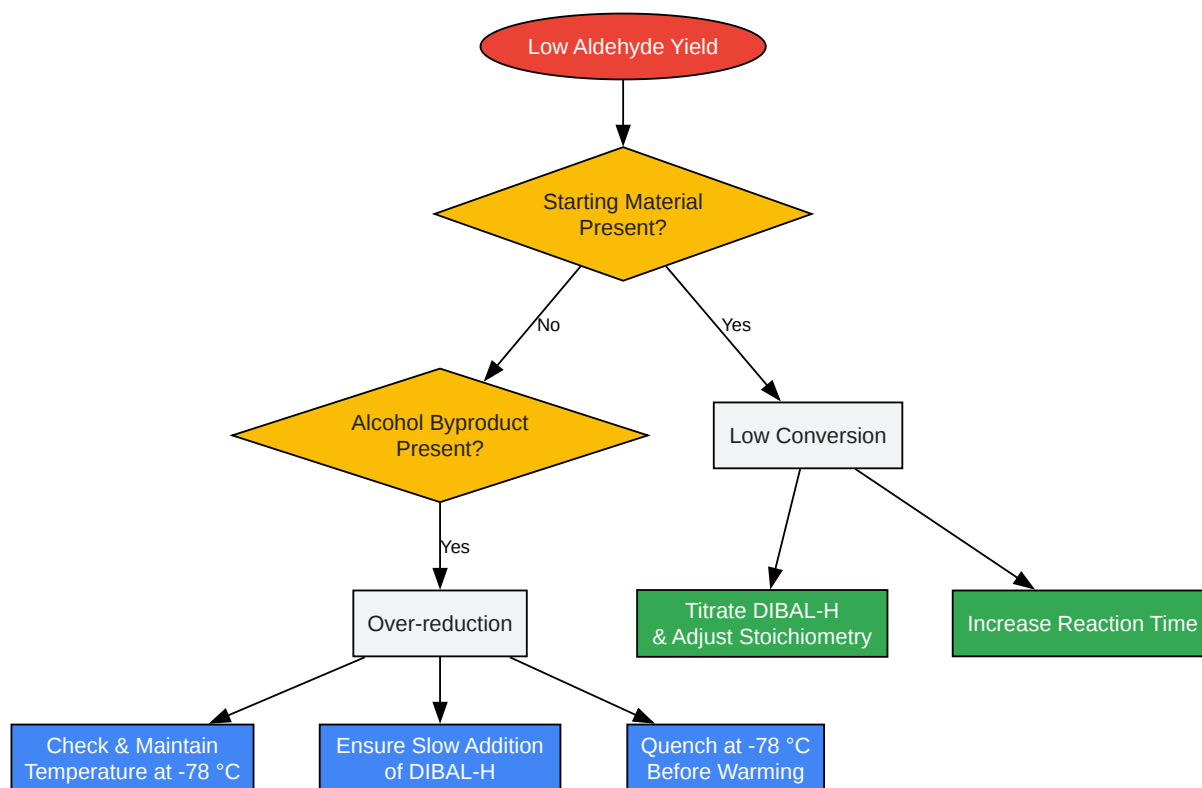 Low Aldehyde Yield
Starting Material
Present?
No
Yes
Alcohol Byproduct
Present?
Low Conversion
Yes
Over-reduction
Titrate DIBAL-H
& Adjust Stoichiometry
Increase Reaction Time
Check & Maintain
Temperature at -78 °C
Ensure Slow Addition
of DIBAL-H
Quench at -78 °C
Before Warming